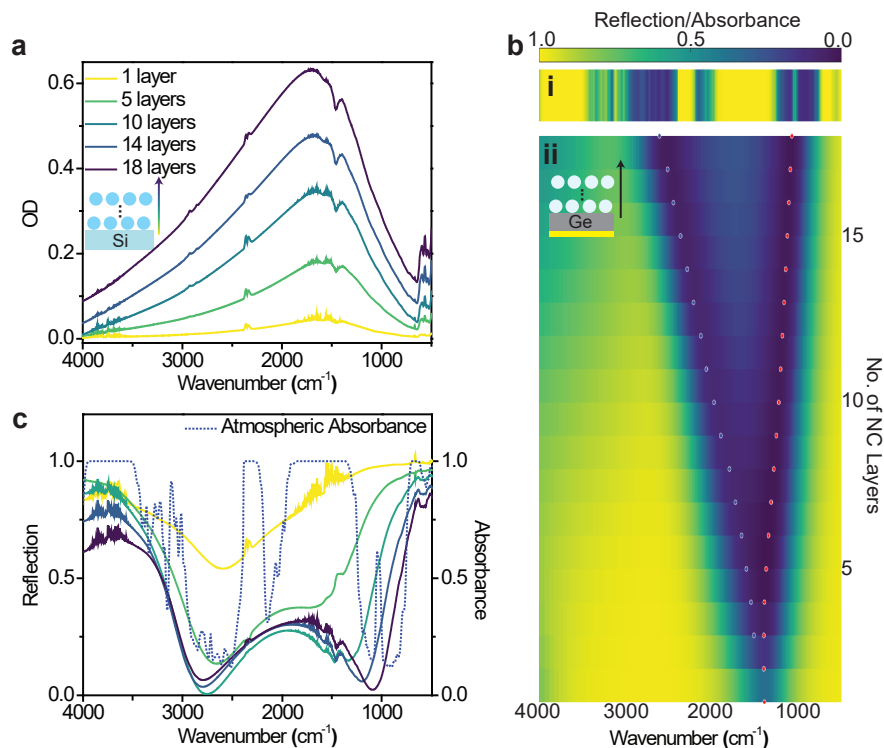 a
0.6
0.4
0.2
0.0
OD
1 layer
5 layers
10 layers
14 layers
18 layers
Si
4000 3000 2000 1000
Wavenumber (cm-1)
b
Reflection/Absorbance
1.0 0.5 0.0
i
ii
Ge
15
10
5
No. of NC Layers
4000 3000 2000 1000
Wavenumber (cm-1)
c
Atmospheric Absorbance
1.0
0.5
0.0
Reflection
1.0
0.5
0.0
Absorbance
4000 3000 2000 1000
Wavenumber (cm-1)